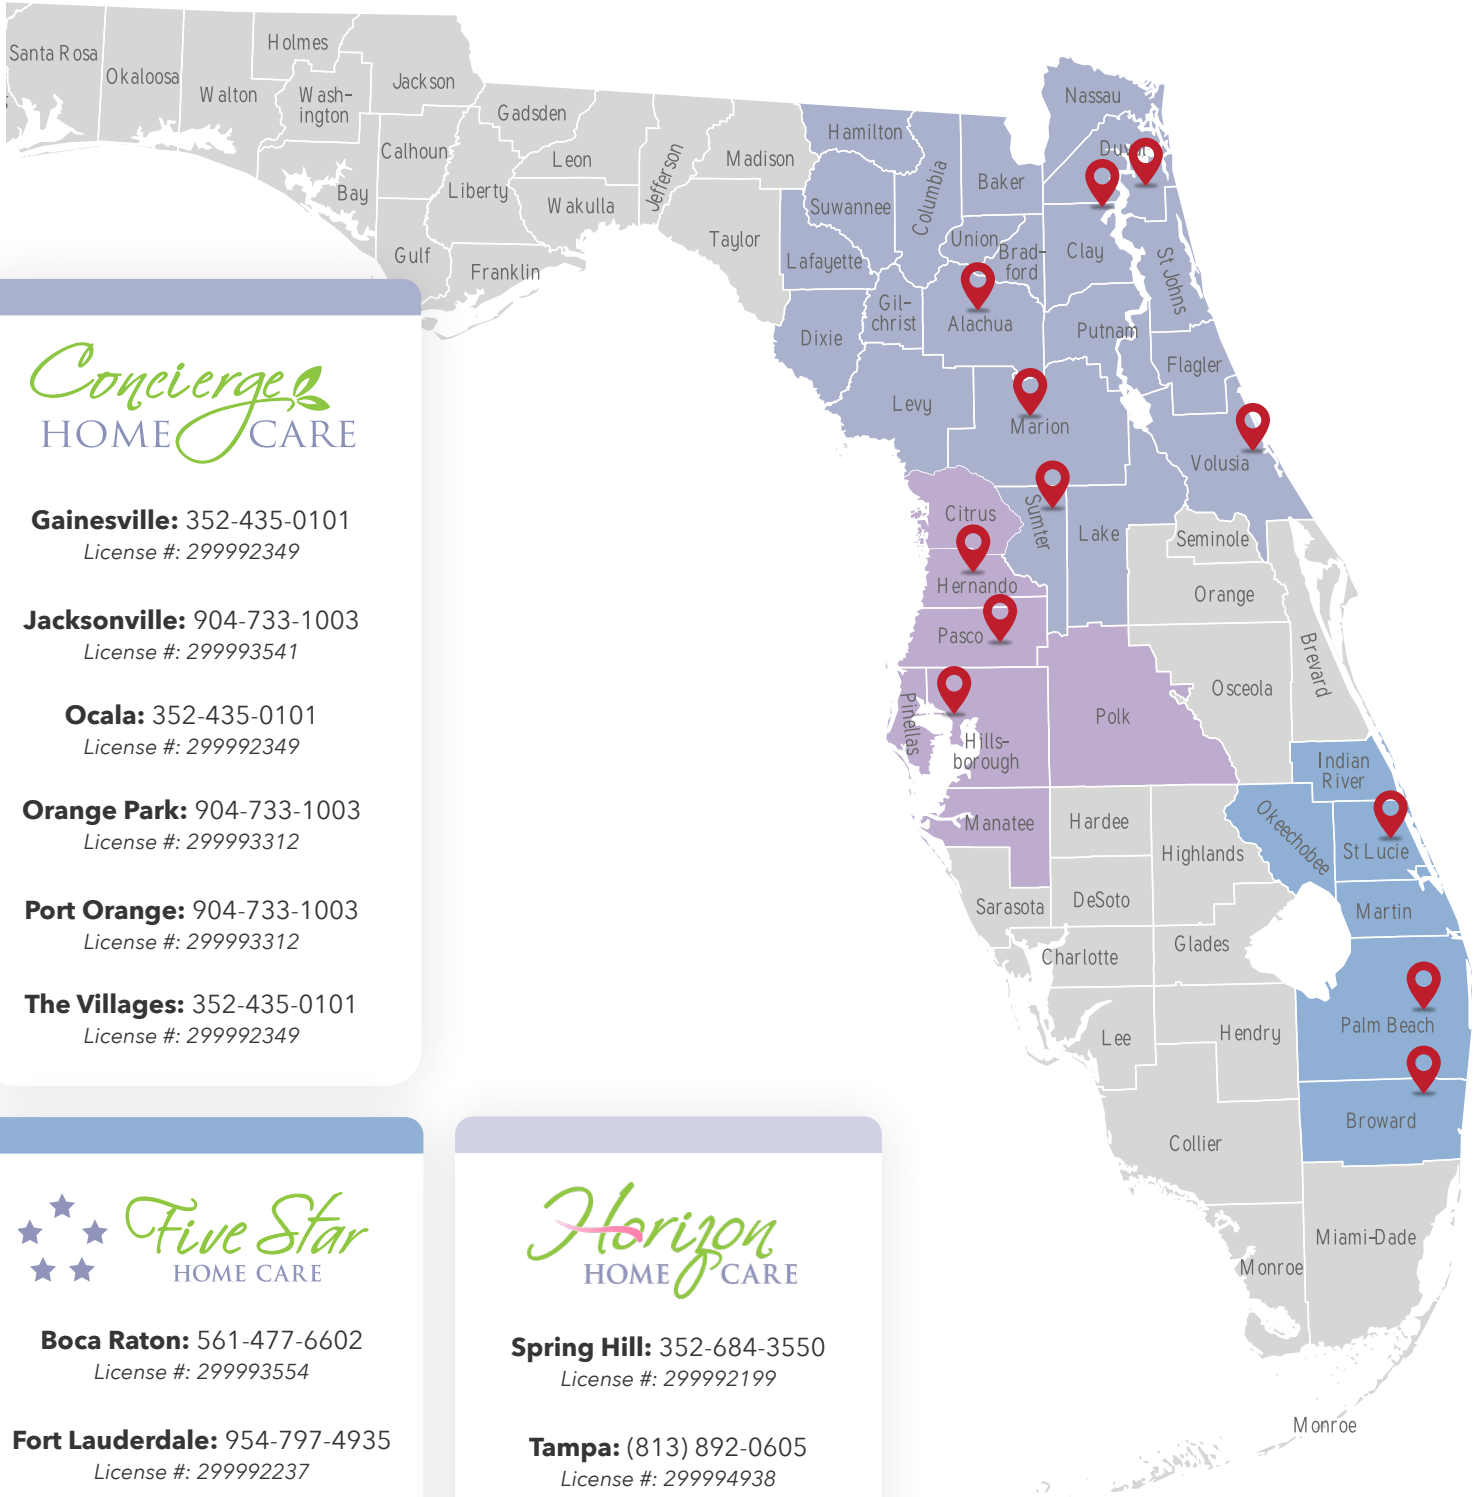 Santa Rosa
Okaloosa
Walton
Holmes
Wash-
ington
Jackson
Calhoun
Bay
Gulf
Gadsden
Liberty
Franklin
Leon
Wakulla
Jefferson
Madison
Taylor
Hamilton
Suwannee
Lafayette
Dixie
Columbia
Gil-
christ
Baker
Union
Brad-
ford
Alachua
Levy
Nassau
Duval
Clay
St Johns
Putnam
Flagler
Marion
Volusia
Citrus
Sumter
Lake
Hernando
Pasco
Pinellas
Hills-
borough
Polk
Seminole
Orange
Osceola
Brevard
Manatee
Hardee
Highlands
Sarasota
DeSoto
Charlotte
Glades
Lee
Hendry
Collier
Indian
River
Okeechobee
St Lucie
Martin
Palm Beach
Broward
Miami-Dade
Monroe
Monroe
Concierge
HOME CARE
Gainesville: 352-435-0101
License #: 299992349
Jacksonville: 904-733-1003
License #: 299993541
Ocala: 352-435-0101
License #: 299992349
Orange Park: 904-733-1003
License #: 299993312
Port Orange: 904-733-1003
License #: 299993312
The Villages: 352-435-0101
License #: 299992349
Five Star
HOME CARE
Boca Raton: 561-477-6602
License #: 299993554
Fort Lauderdale: 954-797-4935
License #: 299992237
Horizon
HOME CARE
Spring Hill: 352-684-3550
License #: 299992199
Tampa: (813) 892-0605
License #: 299994938